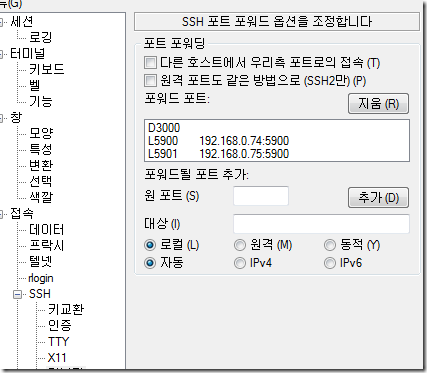 뉴(G)
세션
로깅
터미널
키보드
벨
기능
창
모양
특성
변환
선택
색깔
접속
데이터
프락시
텔넷
rlogin
SSH
키교환
인증
TTY
X11
SSH 포트 포워드 옵션을 조정합니다
포트 포워딩
다른 호스트에서 우리측 포트로의 접속 (T)
원격 포트도 같은 방법으로 (SSH2만) (P)
포워드 포트:
지움 (R)
D3000
L5900 192.168.0.74:5900
L5901 192.168.0.75:5900
포워드될 포트 추가:
원 포트 (S)
추가 (D)
대상 (I)
로컬 (L) 원격 (M) 동적 (Y)
자동 IPv4 IPv6